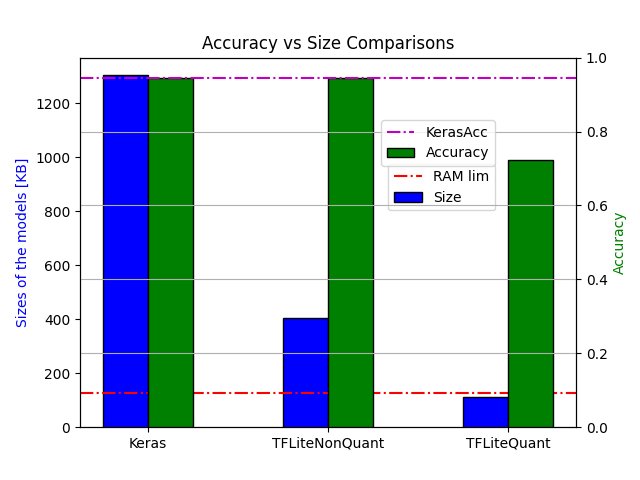 Accuracy vs Size Comparisons
Sizes of the models [KB]
1200
1000
800
600
400
200
0
1.0
0.8
0.6
0.4
0.2
0.0
Accuracy
KerasAcc
Accuracy
RAM lim
Size
Keras
TFLiteNonQuant
TFLiteQuant